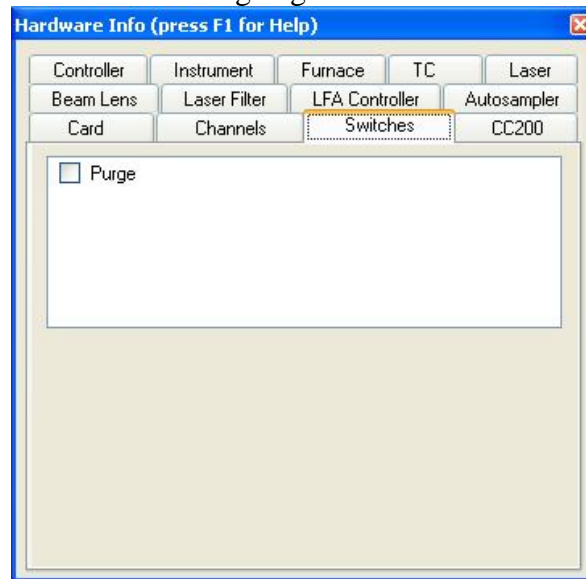 Hardware Info (press F1 for Help)
Controller Instrument Furnace TC Laser
Beam Lens Laser Filter LFA Controller Autosampler
Card Channels Switches CC200
Purge